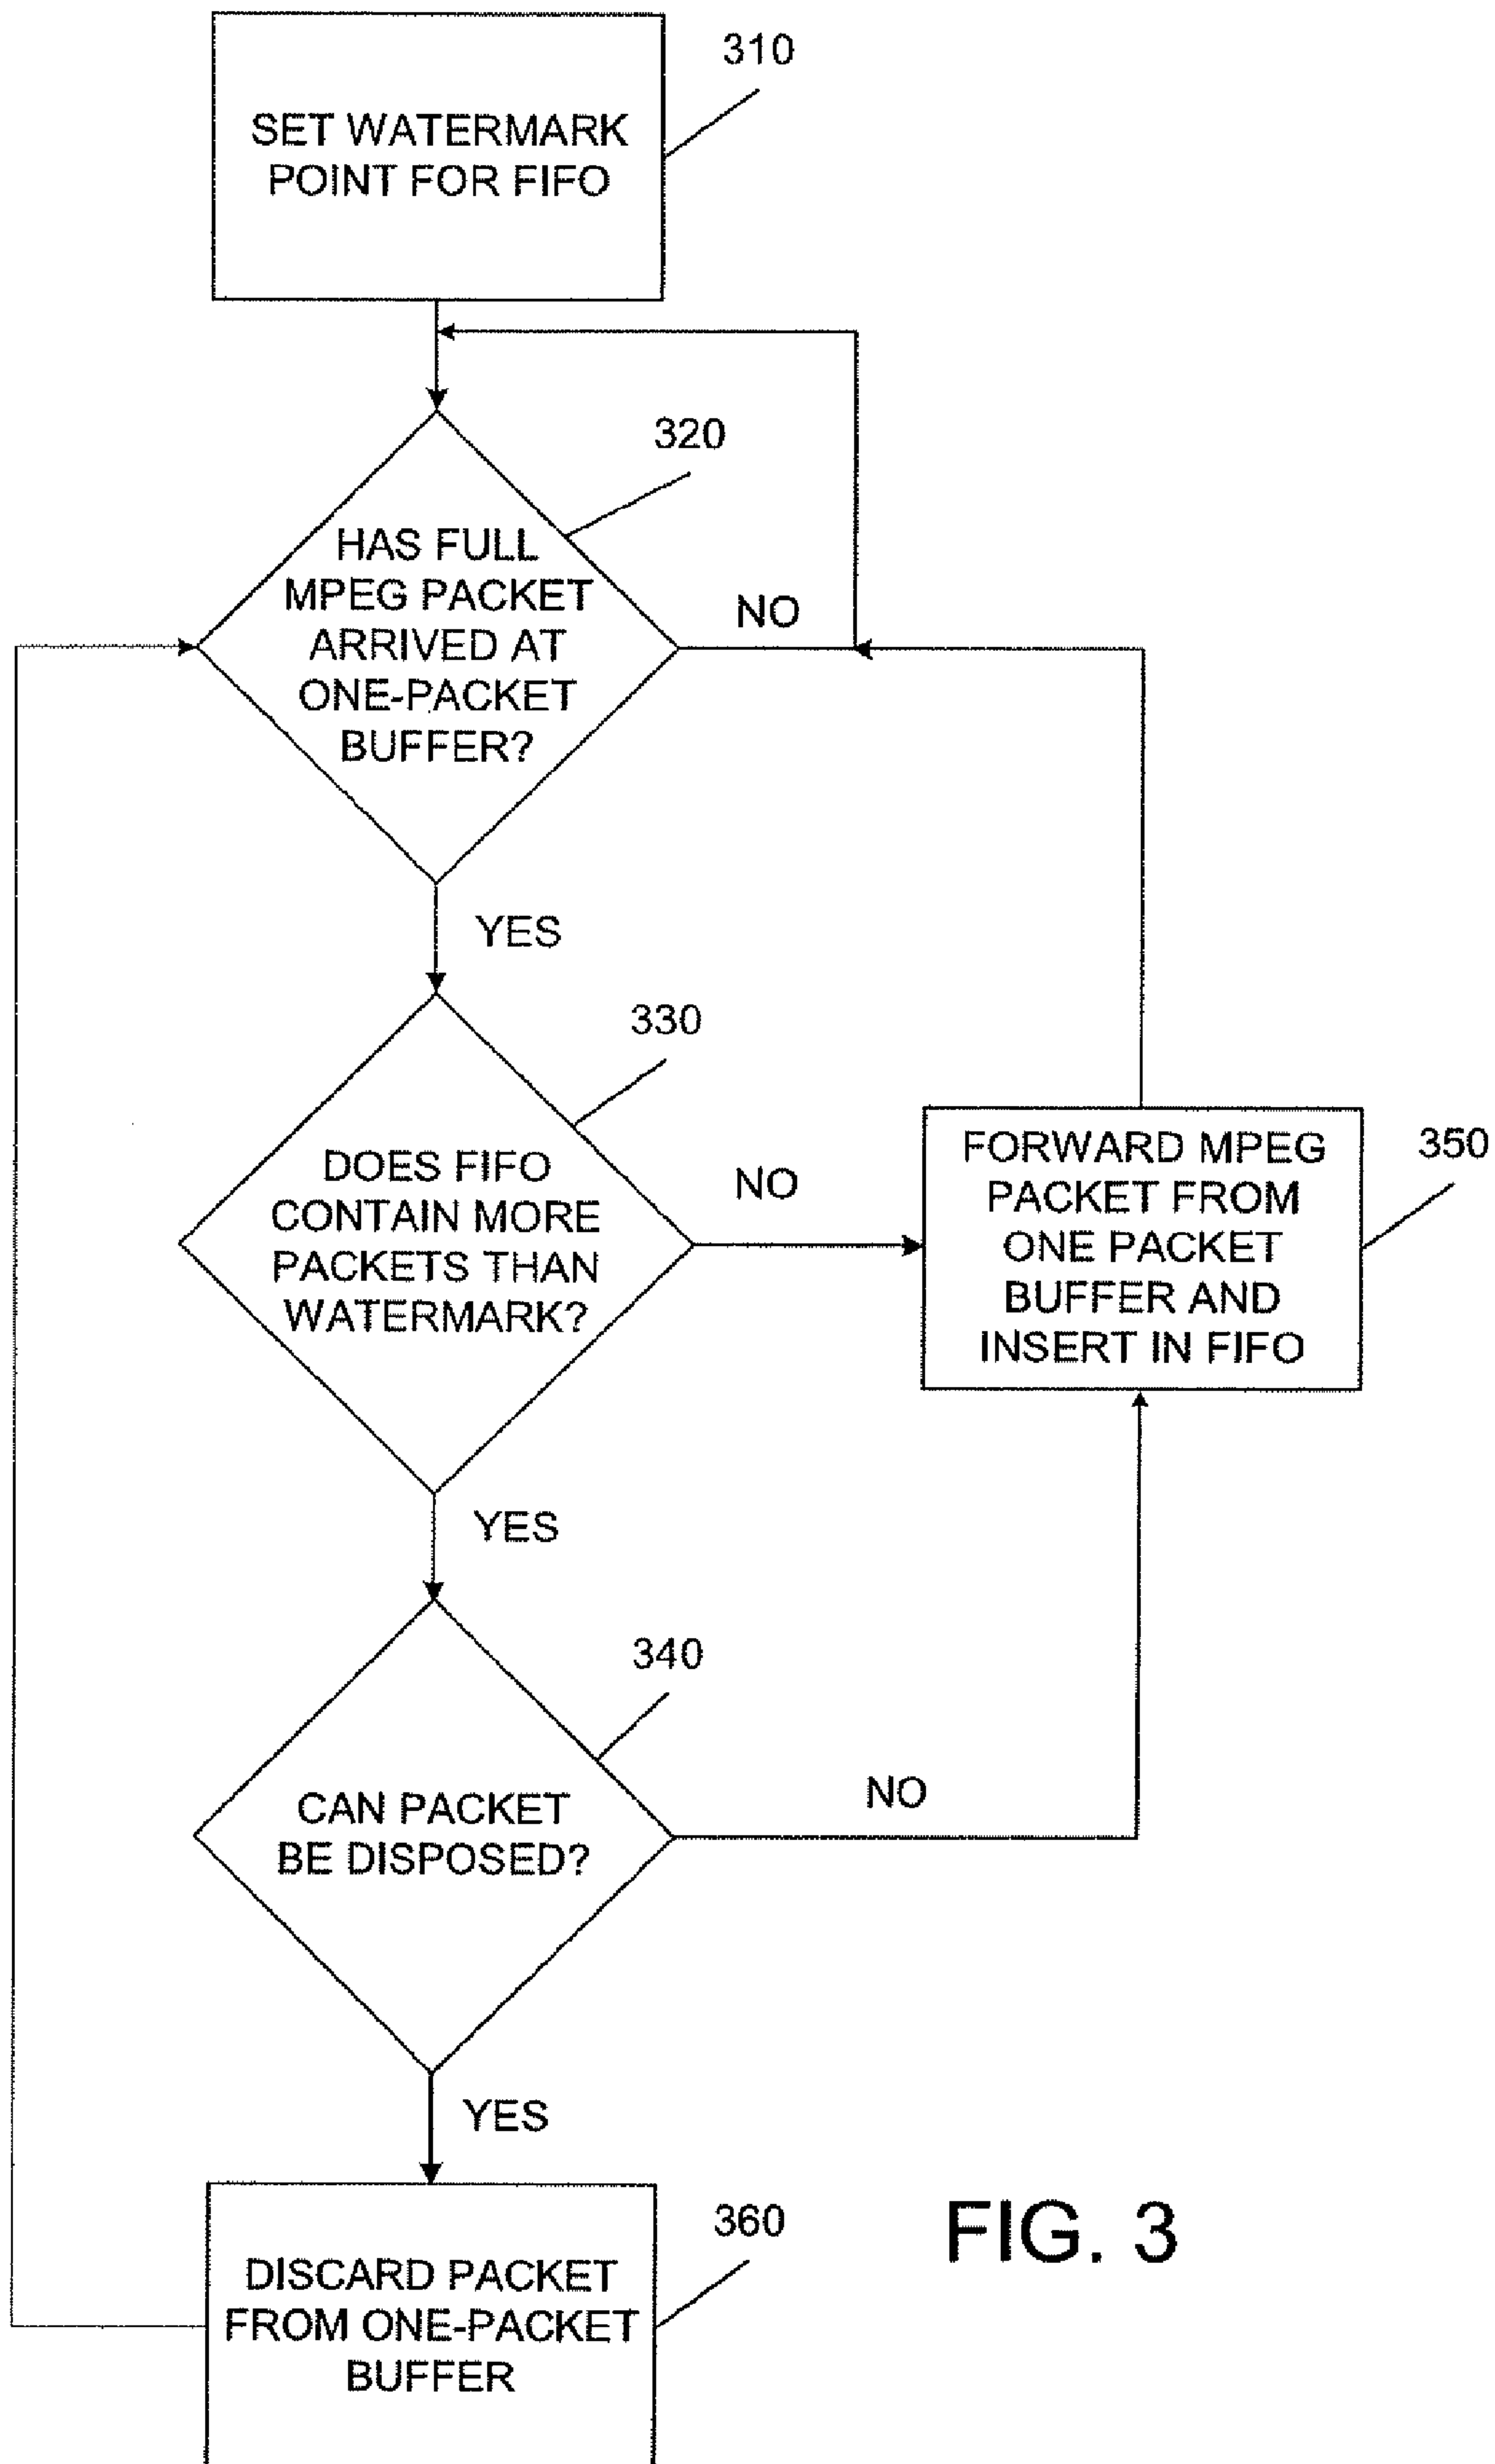 310
SET WATERMARK
POINT FOR FIFO
320
HAS FULL
MPEG PACKET
ARRIVED AT
ONE-PACKET
BUFFER?
NO
YES
330
DOES FIFO
CONTAIN MORE
PACKETS THAN
WATERMARK?
NO
350
FORWARD MPEG
PACKET FROM
ONE PACKET
BUFFER AND
INSERT IN FIFO
YES
340
CAN PACKET
BE DISPOSED?
NO
YES
360
DISCARD PACKET
FROM ONE-PACKET
BUFFER
FIG. 3